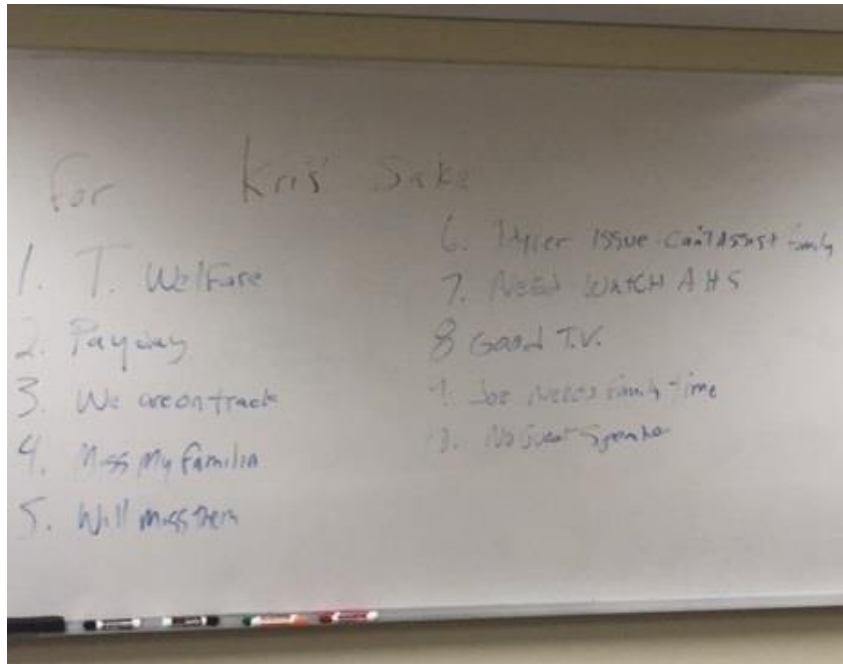 For Kris' Sake
1. T. Welfare
2. Payday
3. We are on track
4. Miss My Familia
5. Will miss them
6. Issue can't Assist family
7. Need WATCH AHS
8 Good T.V.
9. Joe Needs family time
10. No Guest Speaker